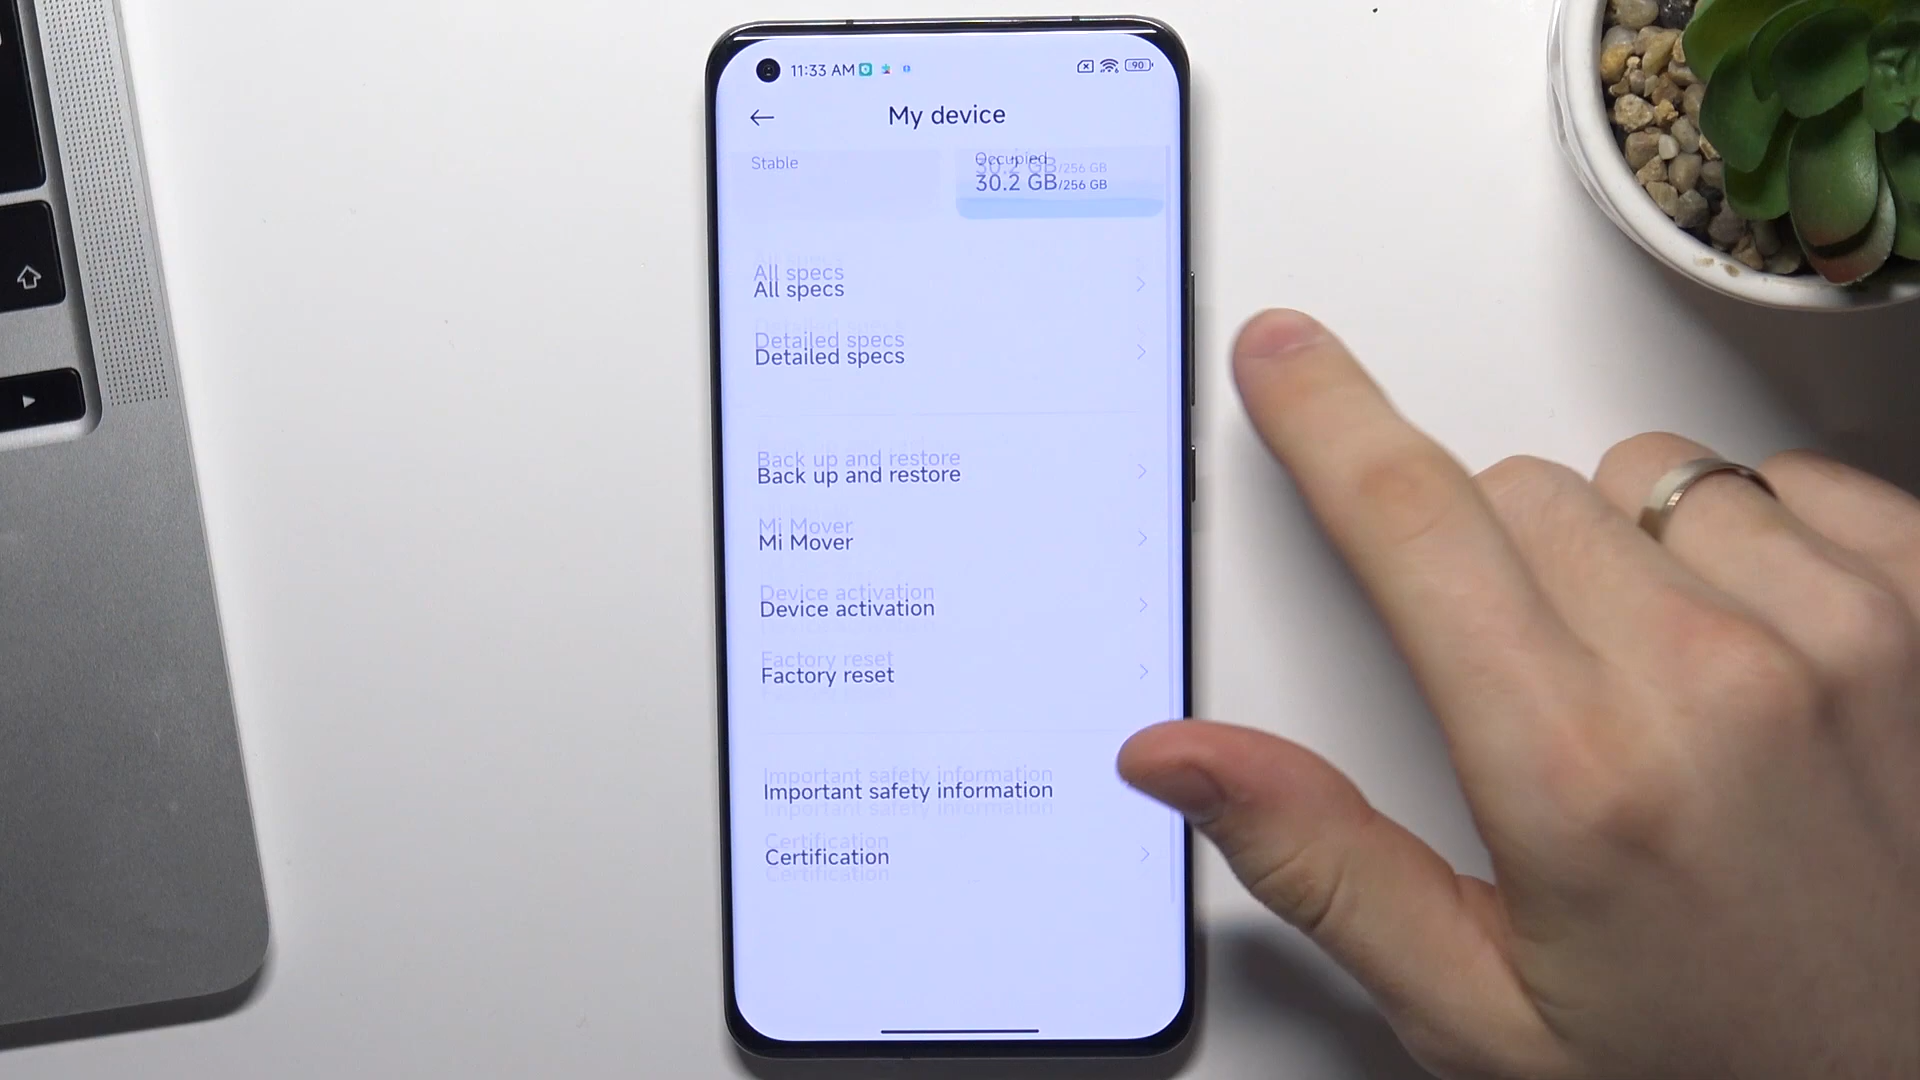 11:33 AM
90
My device
Stable
Occupied
30.2 GB/256 GB
All specs
Detailed specs
Back up and restore
Mi Mover
Device activation
Factory reset
Important safety information
Certification